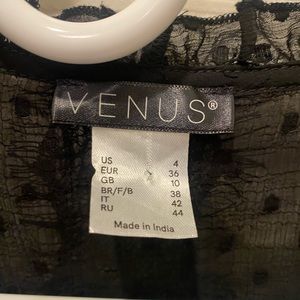 VENUS®
US 4
EUR 36
GB 10
BR/F/B 38
IT 42
RU 44
Made in India